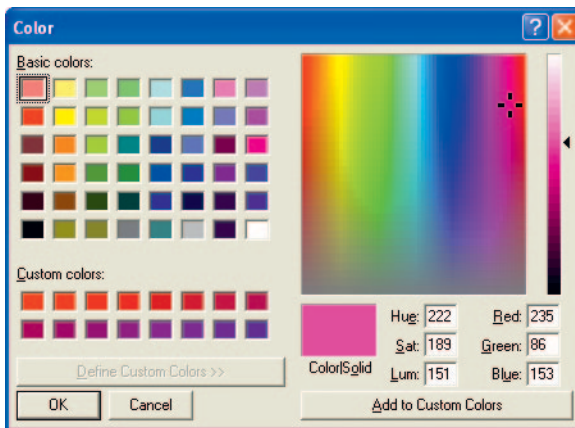 Color
Basic colors:
Custom colors:
Define Custom Colors >>
OK Cancel
Color|Solid
Hue: 222 Red: 235
Sat: 189 Green: 86
Lum: 151 Blue: 153
Add to Custom Colors